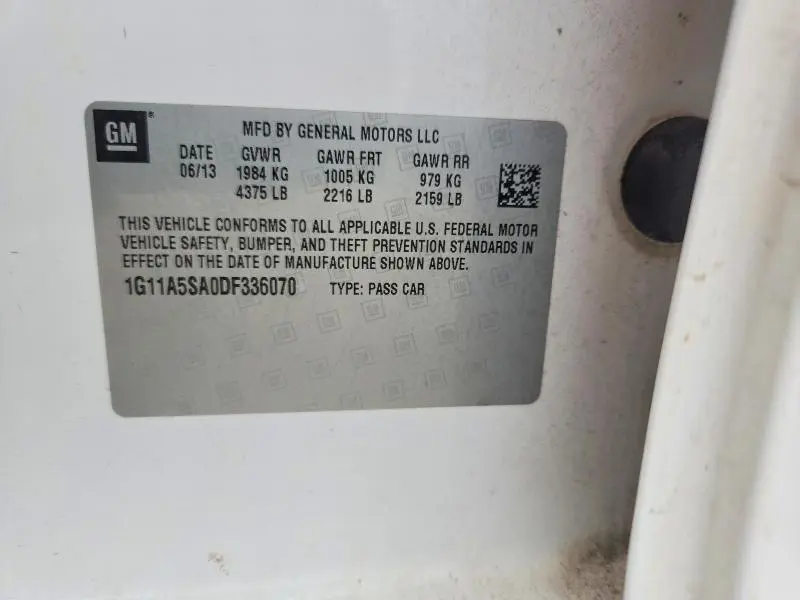 GM ®
MFD BY GENERAL MOTORS LLC
DATE GVWR GAWR FRT GAWR RR
06/13 1984 KG 1005 KG 979 KG
4375 LB 2216 LB 2159 LB
THIS VEHICLE CONFORMS TO ALL APPLICABLE U.S. FEDERAL MOTOR
VEHICLE SAFETY, BUMPER, AND THEFT PREVENTION STANDARDS IN
EFFECT ON THE DATE OF MANUFACTURE SHOWN ABOVE.
1G11A5SA0DF336070 TYPE: PASS CAR